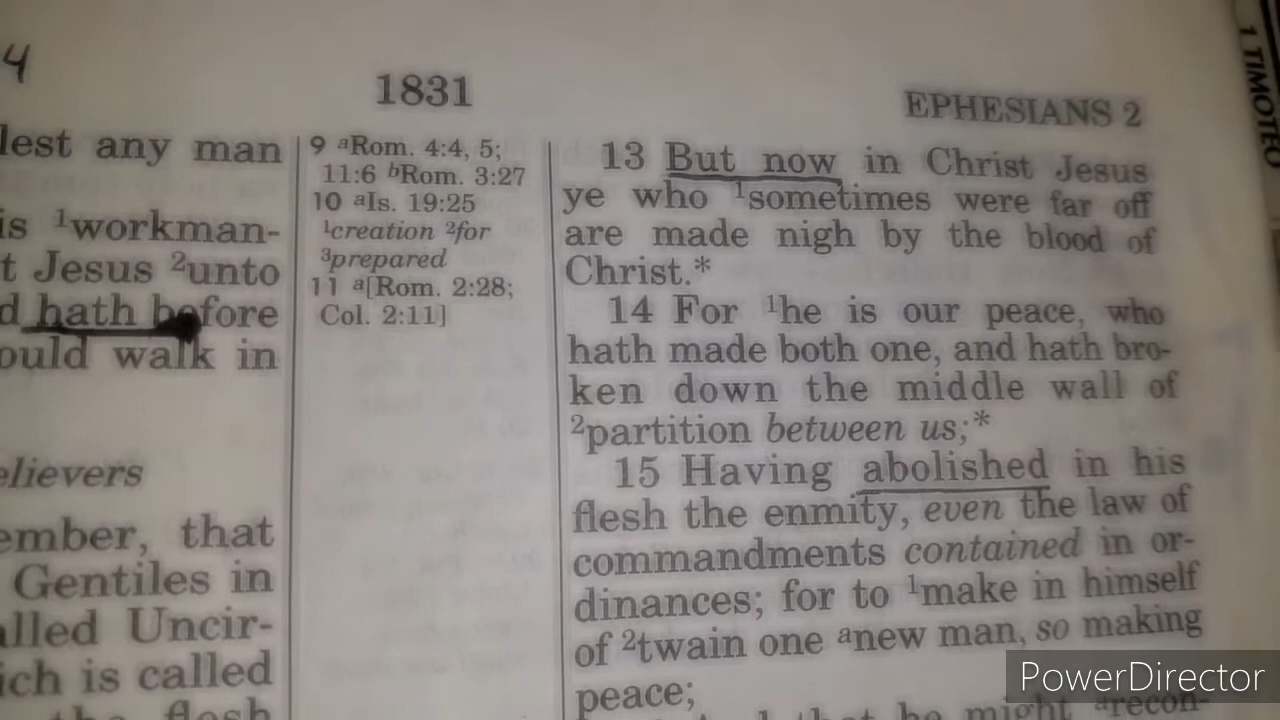 4
1831
EPHESIANS 2
1 TIMOTEO
lest any man
is ¹workman-
t Jesus ²unto
d hath before
ould walk in
elievers
ember, that
Gentiles in
alled Uncir-
ich is called
the flesh
9 ᵃRom. 4:4, 5;
11:6 ᵇRom. 3:27
10 ᵃIs. 19:25
¹creation ²for
³prepared
11 ᵃ[Rom. 2:28;
Col. 2:11]
13 But now in Christ Jesus
ye who ¹sometimes were far off
are made nigh by the blood of
Christ.*
14 For ¹he is our peace, who
hath made both one, and hath bro-
ken down the middle wall of
²partition between us;*
15 Having abolished in his
flesh the enmity, even the law of
commandments contained in or-
dinances; for to ¹make in himself
of ²twain one ᵃnew man, so making
peace;
that he might ᵃrecon-
PowerDirector